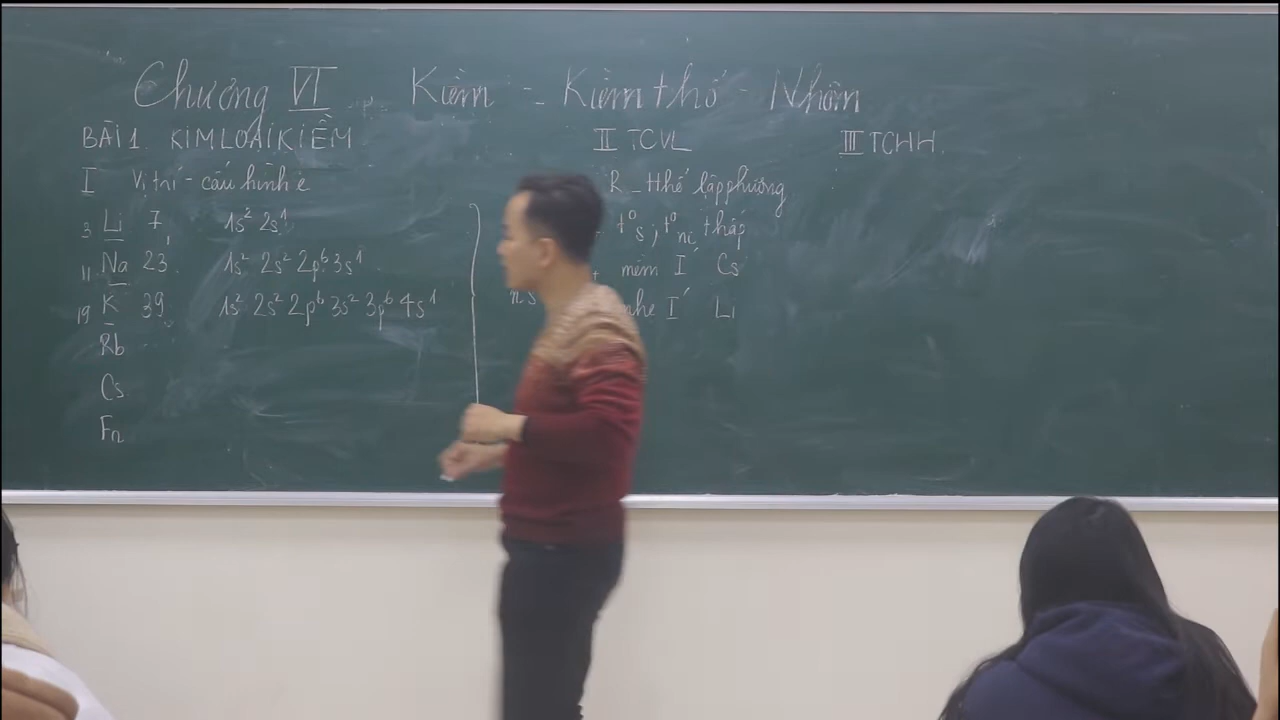 Chương VI Kiềm - Kiềm thổ - Nhôm
BÀI 1. KIM LOẠI KIỀM
I Vị trí - cấu hình e
3 Li 7 1s² 2s¹
11 Na 23 1s² 2s² 2p⁶ 3s¹
19 K 39 1s² 2s² 2p⁶ 3s² 3p⁶ 4s¹
Rb
Cs
Fr
ns
II TCVL
R - tthể lập phương
t°s; t°nc thấp
mềm I´ Cs
nhẹ I´ Li
III TCHH